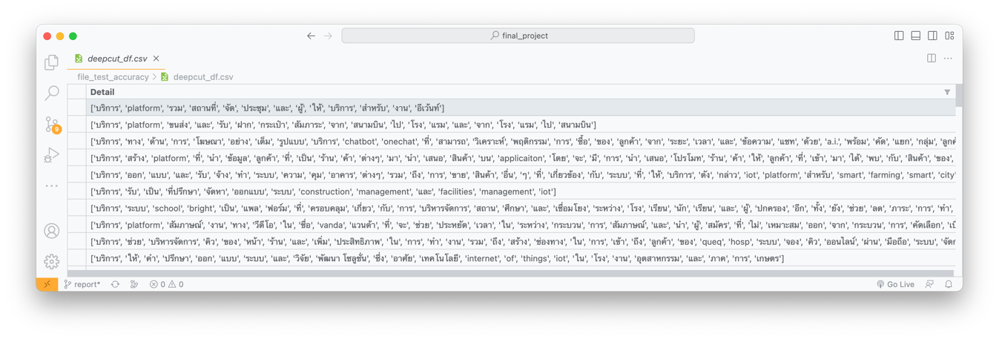 final_project
deepcut_df.csv
file_test_accuracy > deepcut_df.csv
Detail
['บริการ', 'platform', 'รวม', 'สถานที่', 'จัด', 'ประชุม', 'และ', 'ผู้', 'ให้', 'บริการ', 'สำหรับ', 'งาน', 'อีเว้นท์']
['บริการ', 'platform', 'ขนส่ง', 'และ', 'รับ', 'ฝาก', 'กระเป๋า', 'สัมภาระ', 'จาก', 'สนามบิน', 'ไป', 'โรง', 'แรม', 'และ', 'จาก', 'โรง', 'แรม', 'ไป', 'สนามบิน']
['บริการ', 'ทาง', 'ด้าน', 'การ', 'โฆษณา', 'อย่าง', 'เต็ม', 'รูปแบบ', 'บริการ', 'chatbot', 'onechat', 'ที่', 'สามารถ', 'วิเคราะห์', 'พฤติกรรม', 'การ', 'ซื้อ', 'ของ', 'ลูกค้า', 'จาก', 'ระยะ', 'เวลา', 'และ', 'ข้อความ', 'แชท', 'ด้วย', 'a.i.', 'พร้อม', 'คัด', 'แยก', 'กลุ่ม', 'ลูกค้
['บริการ', 'สร้าง', 'platform', 'ที่', 'นำ', 'ข้อมูล', 'ลูกค้า', 'ที่', 'เป็น', 'ร้าน', 'ค้า', 'ต่างๆ', 'มา', 'นำ', 'เสนอ', 'สินค้า', 'บน', 'applicaiton', 'โดย', 'จะ', 'มี', 'การ', 'นำ', 'เสนอ', 'โปรโมท', 'ร้าน', 'ค้า', 'ให้', 'ลูกค้า', 'ที่', 'เข้า', 'มา', 'ได้', 'พบ', 'กับ', 'สินค้า', 'ของ',
['บริการ', 'ออก', 'แบบ', 'และ', 'รับ', 'จ้าง', 'ทำ', 'ระบบ', 'ความ', 'คุม', 'อาคาร', 'ต่างๆ', 'รวม', 'ถึง', 'การ', 'ขาย', 'สินค้า', 'อื่น', 'ๆ', 'ที่', 'เกี่ยวข้อง', 'กับ', 'ระบบ', 'ที่', 'ให้', 'บริการ', 'ดัง', 'กล่าว', 'iot', 'platform', 'สำหรับ', 'smart', 'farming', 'smart', 'city'
['บริการ', 'รับ', 'เป็น', 'ที่ปรึกษา', 'จัดหา', 'ออกแบบ', 'ระบบ', 'construction', 'management', 'และ', 'facilities', 'management', 'iot']
['บริการ', 'ระบบ', 'school', 'bright', 'เป็น', 'แพล', 'ฟอร์ม', 'ที่', 'ครอบคลุม', 'เกี่ยว', 'กับ', 'การ', 'บริหารจัดการ', 'สถาน', 'ศึกษา', 'และ', 'เชื่อมโยง', 'ระหว่าง', 'โรง', 'เรียน', 'นัก', 'เรียน', 'และ', 'ผู้', 'ปกครอง', 'อีก', 'ทั้ง', 'ยัง', 'ช่วย', 'ลด', 'ภาระ', 'การ', 'ทำ',
['บริการ', 'platform', 'สัมภาษณ์', 'งาน', 'ทาง', 'วีดีโอ', 'ใน', 'ชื่อ', 'vanda', 'แวนด้า', 'ที่', 'จะ', 'ช่วย', 'ประหยัด', 'เวลา', 'ใน', 'ระหว่าง', 'กระบวน', 'การ', 'สัมภาษณ์', 'และ', 'นำ', 'ผู้', 'สมัคร', 'ที่', 'ไม่', 'เหมาะสม', 'ออก', 'จาก', 'กระบวน', 'การ', 'คัดเลือก',
['บริการ', 'ช่วย', 'บริหารจัดการ', 'คิว', 'ของ', 'หน้า', 'ร้าน', 'และ', 'เพิ่ม', 'ประสิทธิภาพ', 'ใน', 'การ', 'ทำ', 'งาน', 'รวม', 'ถึง', 'สร้าง', 'ช่องทาง', 'ใน', 'การ', 'เข้า', 'ถึง', 'ลูกค้า', 'ของ', 'queq', 'hosp', 'ระบบ', 'จอง', 'คิว', 'ออนไลน์', 'ผ่าน', 'มือถือ', 'ระบบ',
['บริการ', 'ให้', 'คำ', 'ปรึกษา', 'ออก', 'แบบ', 'ระบบ', 'และ', 'วิจัย', 'พัฒนา โซลูชั่น', 'ซึ่ง', 'อาศัย', 'เทคโนโลยี', 'internet', 'of', 'things', 'iot', 'ใน', 'โรง', 'งาน', 'อุตสาหกรรม', 'และ', 'ภาค', 'การ', 'เกษตร']
9
report* 0 0 Go Live